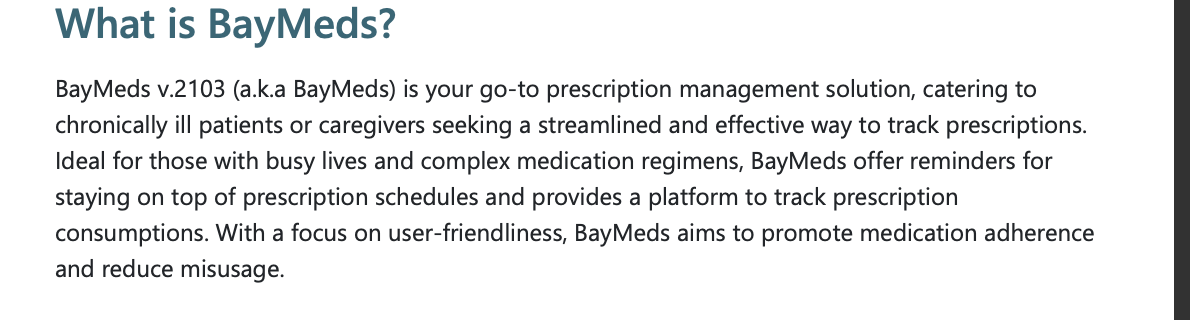 What is BayMeds?
BayMeds v.2103 (a.k.a BayMeds) is your go-to prescription management solution, catering to
chronically ill patients or caregivers seeking a streamlined and effective way to track prescriptions.
Ideal for those with busy lives and complex medication regimens, BayMeds offer reminders for
staying on top of prescription schedules and provides a platform to track prescription
consumptions. With a focus on user-friendliness, BayMeds aims to promote medication adherence
and reduce misusage.